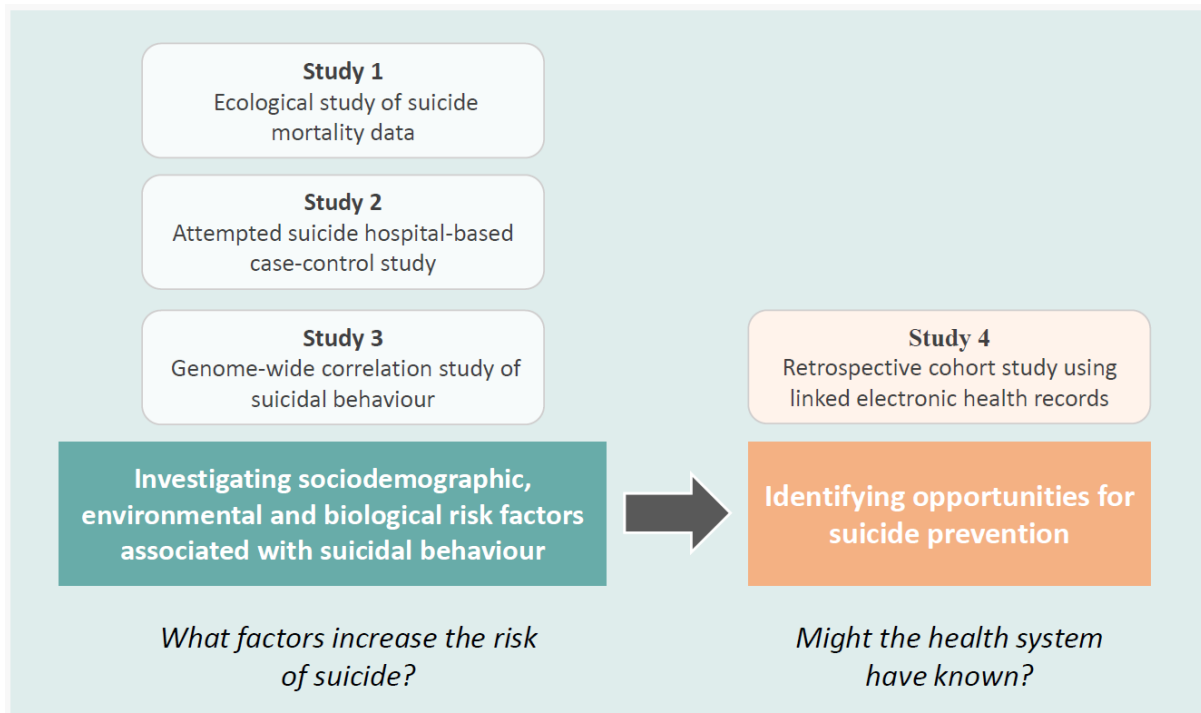 Study 1
Ecological study of suicide
mortality data
Study 2
Attempted suicide hospital-based
case-control study
Study 3
Genome-wide correlation study of
suicidal behaviour
Investigating sociodemographic,
environmental and biological risk factors
associated with suicidal behaviour
What factors increase the risk
of suicide?
Study 4
Retrospective cohort study using
linked electronic health records
Identifying opportunities for
suicide prevention
Might the health system
have known?